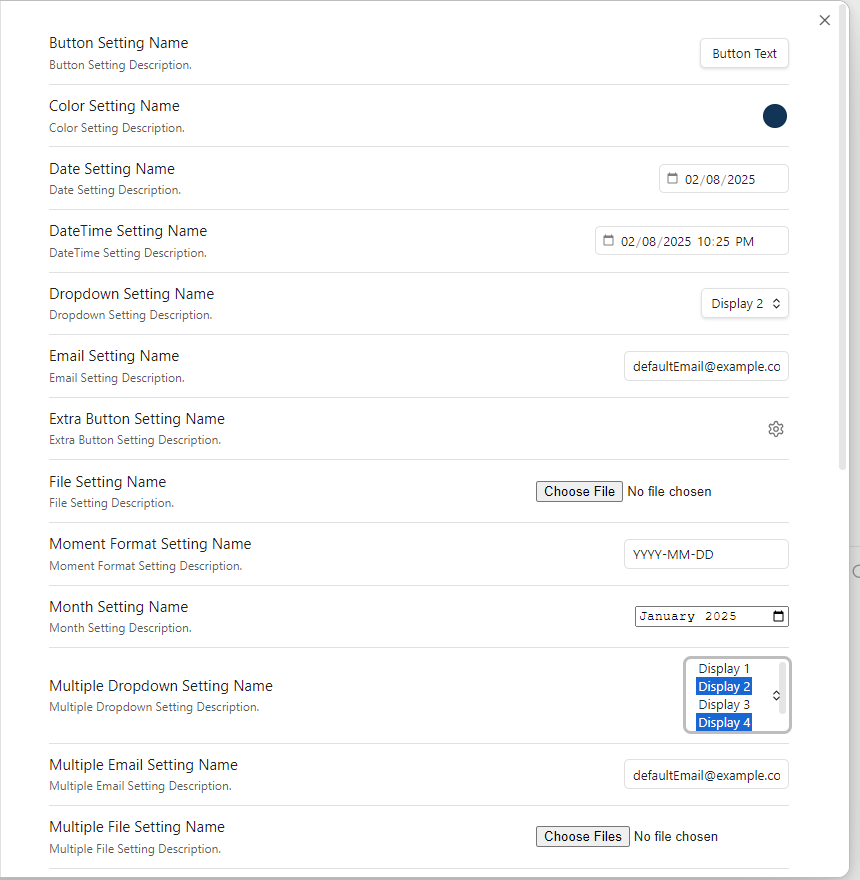 Button Setting Name
Button Setting Description.
Button Text
Color Setting Name
Color Setting Description.
Date Setting Name
Date Setting Description.
02/08/2025
DateTime Setting Name
DateTime Setting Description.
02/08/2025 10:25 PM
Dropdown Setting Name
Dropdown Setting Description.
Display 2
Email Setting Name
Email Setting Description.
defaultEmail@example.co
Extra Button Setting Name
Extra Button Setting Description.
File Setting Name
File Setting Description.
Choose File No file chosen
Moment Format Setting Name
Moment Format Setting Description.
YYYY-MM-DD
Month Setting Name
Month Setting Description.
January 2025
Multiple Dropdown Setting Name
Multiple Dropdown Setting Description.
Display 1
Display 2
Display 3
Display 4
Multiple Email Setting Name
Multiple Email Setting Description.
defaultEmail@example.co
Multiple File Setting Name
Multiple File Setting Description.
Choose Files No file chosen